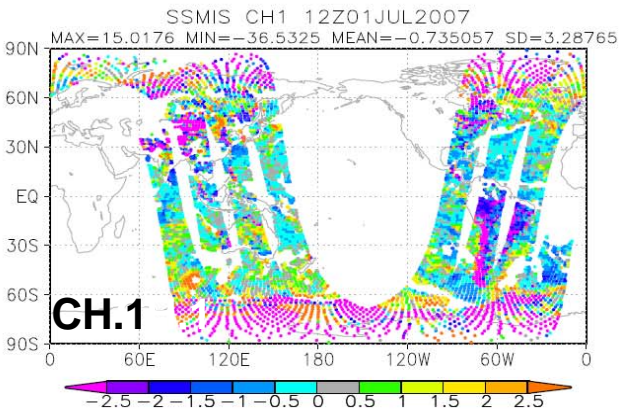 SSMIS CH1 12Z01JUL2007
MAX=15.0176 MIN=−36.5325 MEAN=−0.735057 SD=3.28765
90N
60N
30N
EQ
30S
60S
90S
CH.1
0 60E 120E 180 120W 60W 0
−2.5 −2 −1.5 −1 −0.5 0 0.5 1 1.5 2 2.5